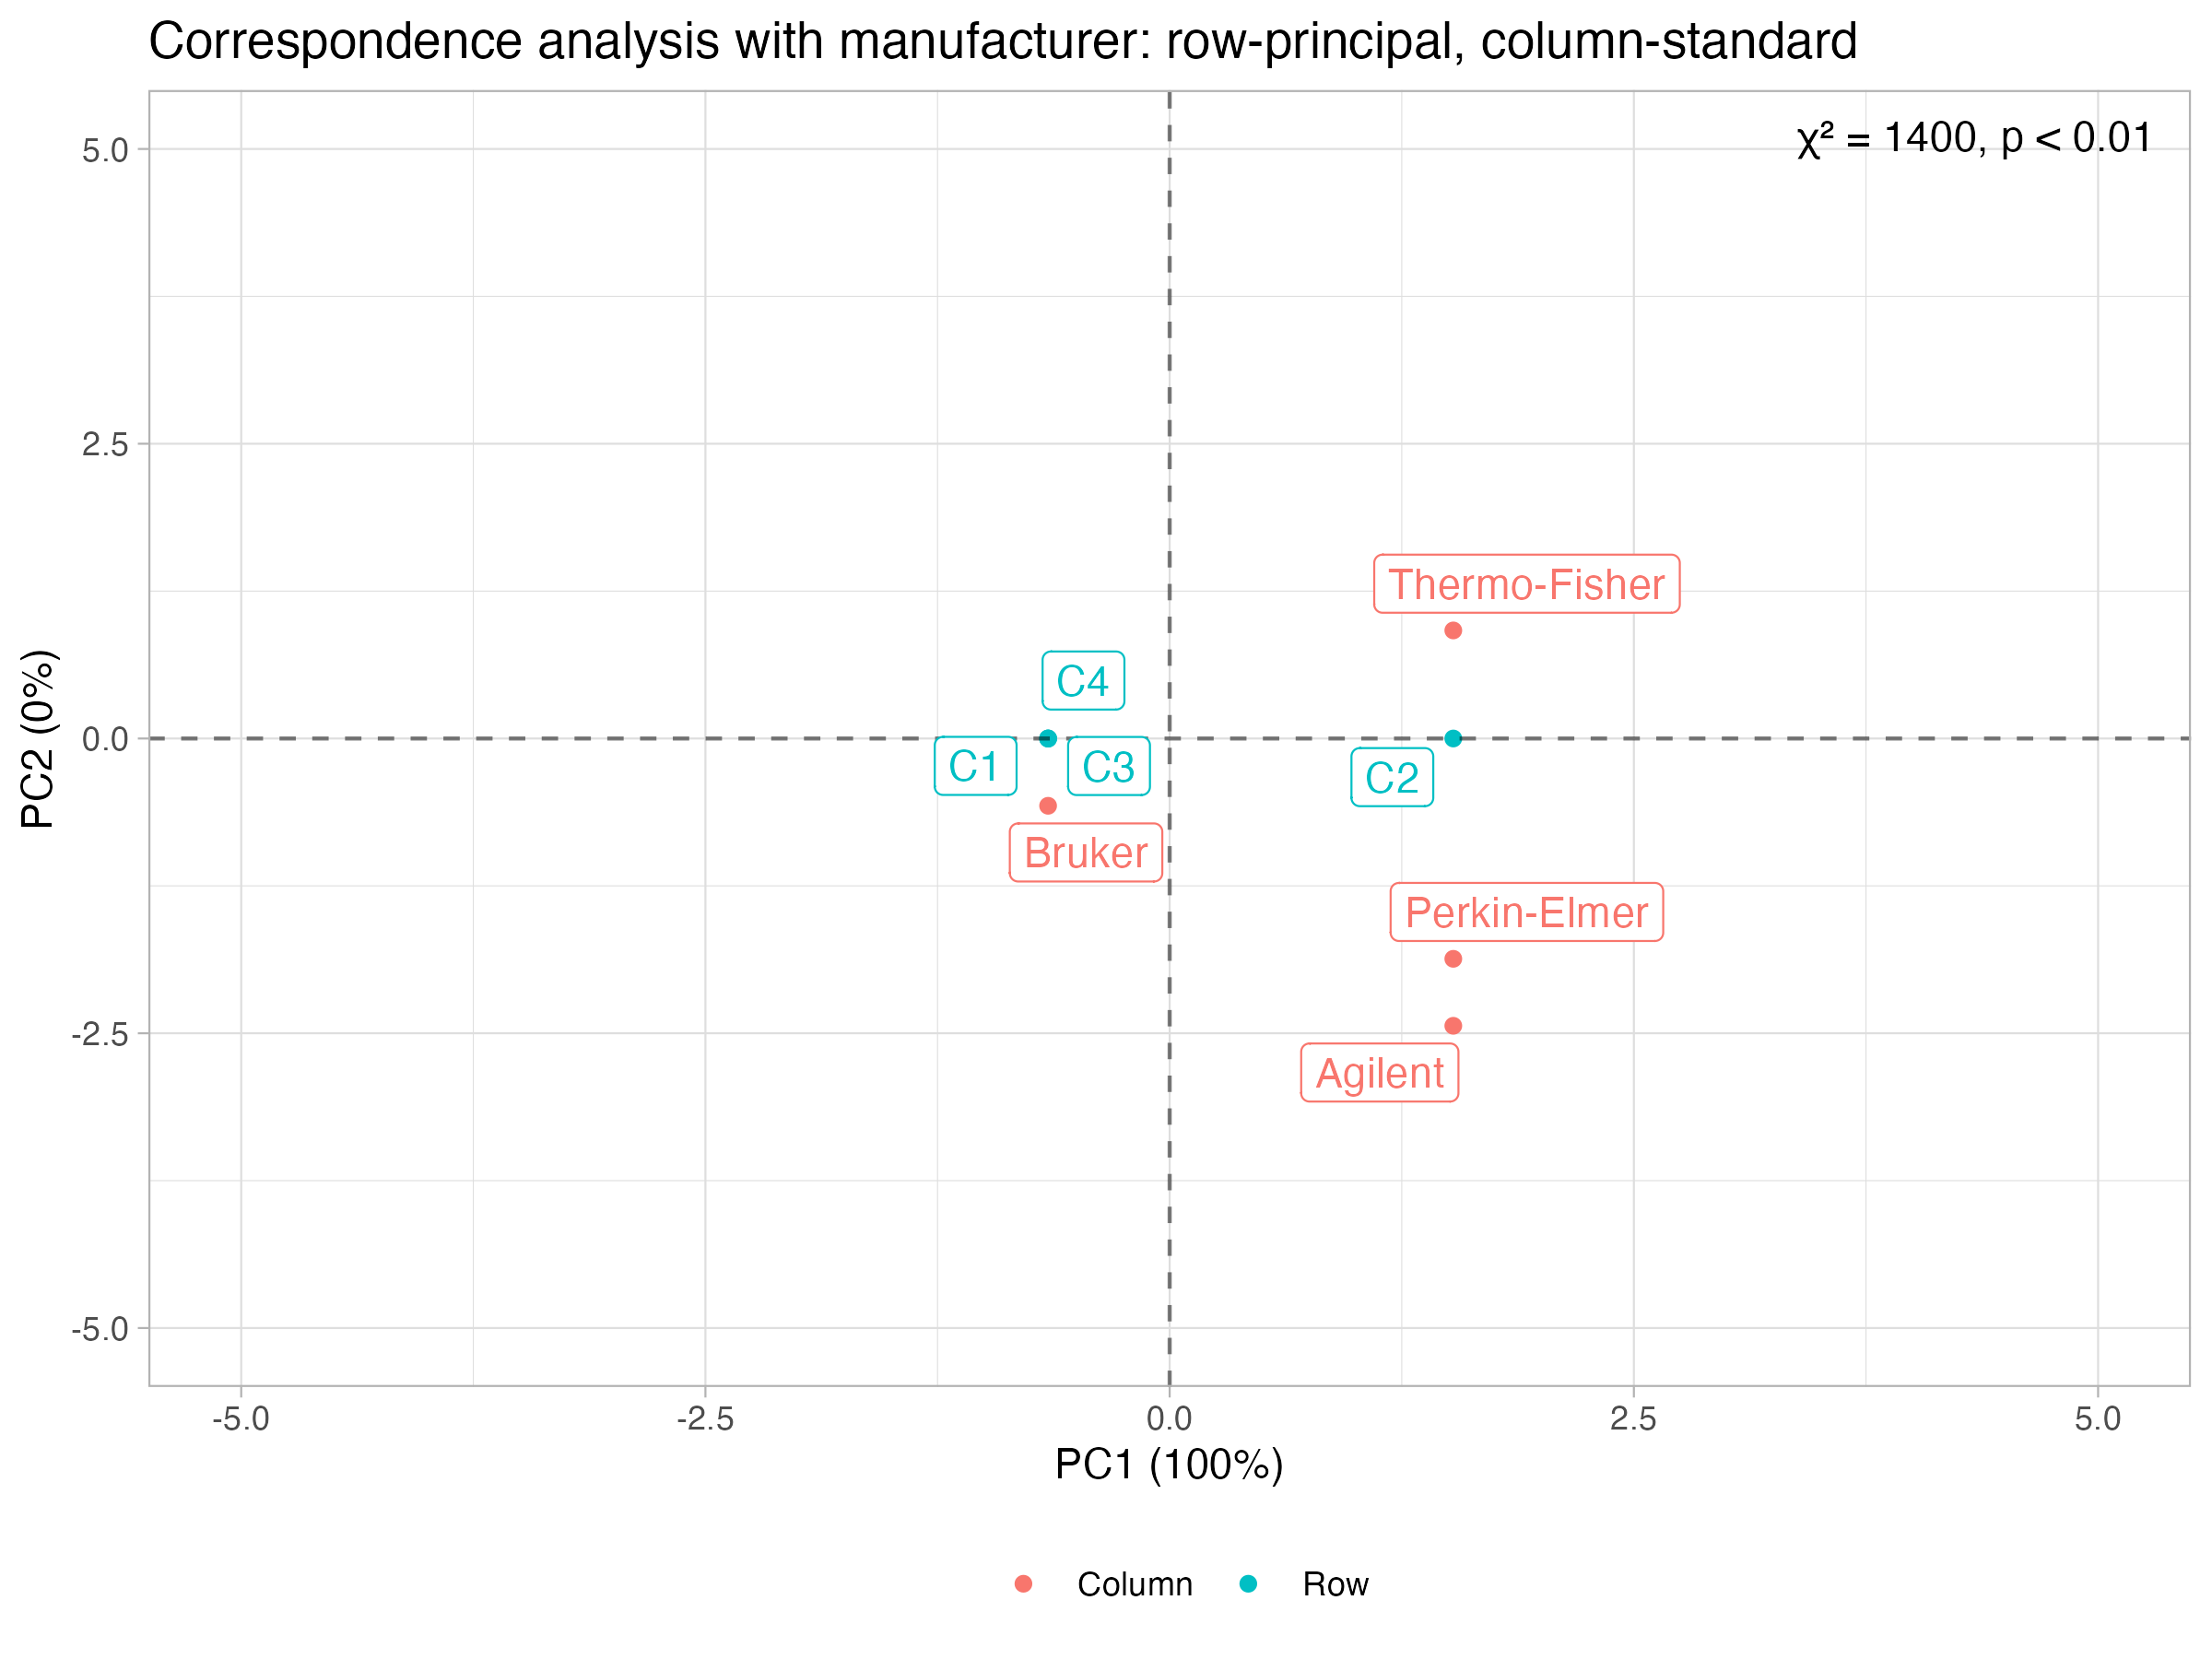 Correspondence analysis with manufacturer: row-principal, column-standard
χ² = 1400, p < 0.01
5.0
2.5
0.0
-2.5
-5.0
PC2 (0%)
Thermo-Fisher
C4
C1
C3
C2
Bruker
Perkin-Elmer
Agilent
-5.0
-2.5
0.0
2.5
5.0
PC1 (100%)
Column
Row